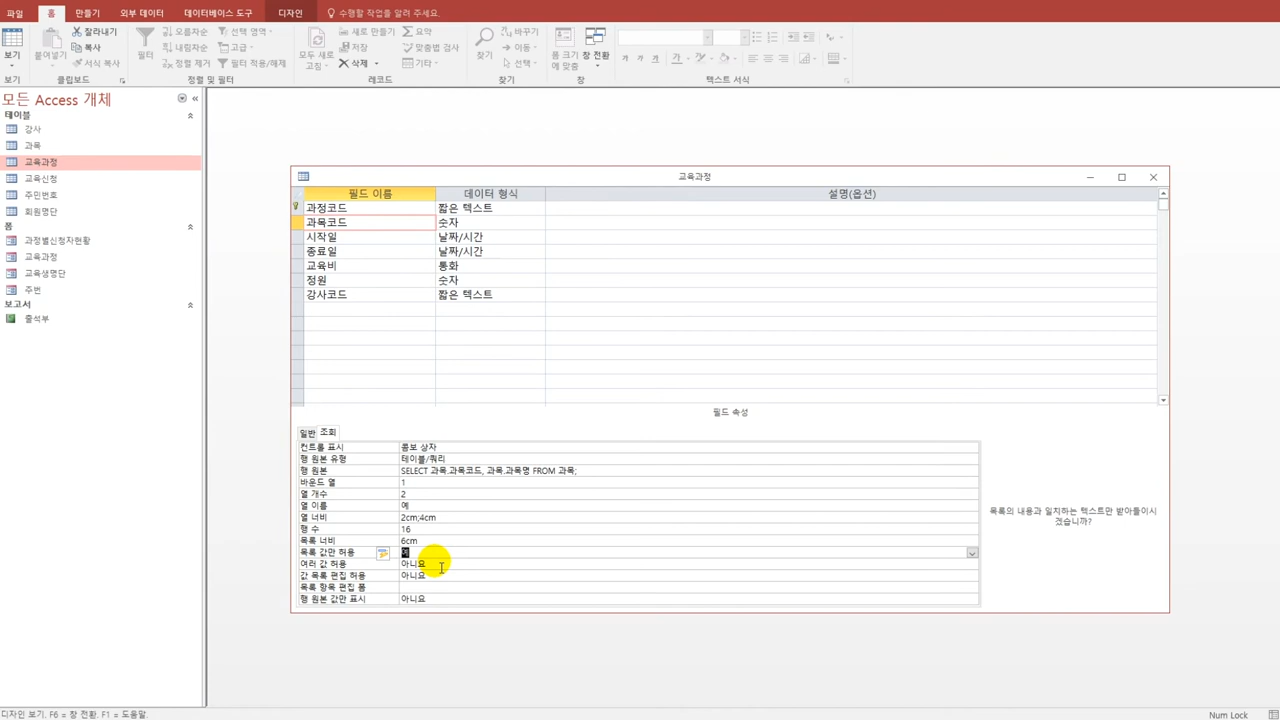 파일 홈 만들기 외부 데이터 데이터베이스 도구 디자인 수행할 작업을 알려 주세요.
보기
보기
붙여넣기
잘라내기
복사
서식 복사
클립보드
필터
오름차순
내림차순
정렬 제거
선택 영역
고급
필터 적용/해제
정렬 및 필터
모두 새로
고침
새로 만들기
저장
삭제
요약
맞춤법 검사
기타
레코드
찾기
바꾸기
이동
선택
찾기
폼 크기
에 맞춤
창 전환
창
가 가 가
텍스트 서식
모든 Access 개체
테이블
강사
과목
교육과정
교육신청
주민번호
회원명단
폼
과정별신청자현황
교육과정
교육생명단
주번
보고서
출석부
교육과정
필드 이름 데이터 형식 설명(옵션)
과정코드 짧은 텍스트
과목코드 숫자
시작일 날짜/시간
종료일 날짜/시간
교육비 통화
정원 숫자
강사코드 짧은 텍스트
필드 속성
일반 조회
컨트롤 표시 콤보 상자
행 원본 유형 테이블/쿼리
행 원본 SELECT 과목.과목코드, 과목.과목명 FROM 과목;
바운드 열 1
열 개수 2
열 이름 예
열 너비 2cm;4cm
행 수 16
목록 너비 6cm
목록 값만 허용 예
여러 값 허용 아니요
값 목록 편집 허용 아니요
목록 항목 편집 폼
행 원본 값만 표시 아니요
목록의 내용과 일치하는 텍스트만 받아들이시
겠습니까?
디자인 보기. F6 = 창 전환. F1 = 도움말. Num Lock